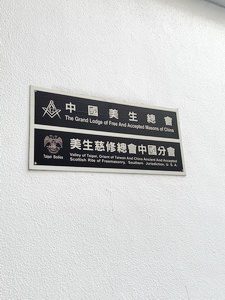 中國美生總會
The Grand Lodge of Free And Accepted Masons of China
美生慈修總會中國分會
Valley of Taipei, Orient of Taiwan And China Ancient And Accepted
Scottish Rite of Freemasonry, Southern Jurisdiction, U. S. A.
Taipei Bodies